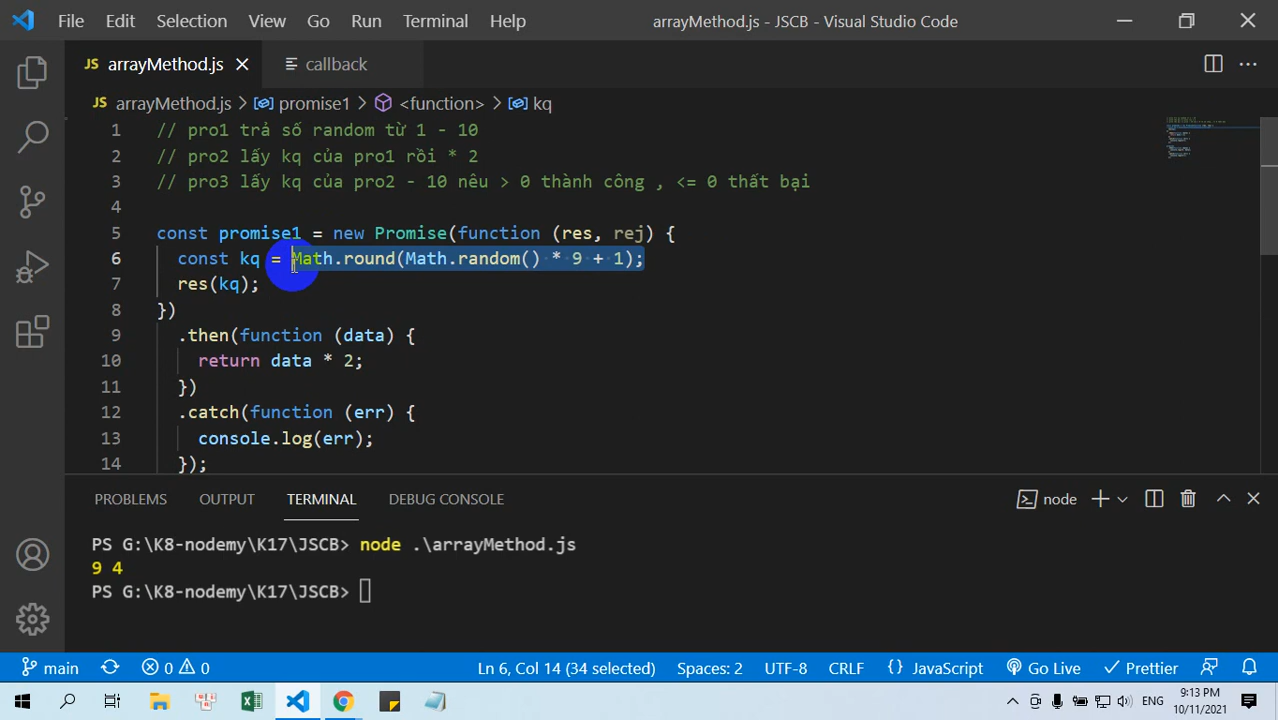 File Edit Selection View Go Run Terminal Help arrayMethod.js - JSCB - Visual Studio Code
JS arrayMethod.js callback
JS arrayMethod.js > promise1 > <function> > kq
1 // pro1 trả số random từ 1 - 10
2 // pro2 lấy kq của pro1 rồi * 2
3 // pro3 lấy kq của pro2 - 10 nêu > 0 thành công , <= 0 thất bại
4
5 const promise1 = new Promise(function (res, rej) {
6 const kq = Math.round(Math.random() * 9 + 1);
7 res(kq);
8 })
9 .then(function (data) {
10 return data * 2;
11 })
12 .catch(function (err) {
13 console.log(err);
14 });
PROBLEMS OUTPUT TERMINAL DEBUG CONSOLE node
PS G:\K8-nodemy\K17\JSCB> node .\arrayMethod.js
9 4
PS G:\K8-nodemy\K17\JSCB>
main 0 0 Ln 6, Col 14 (34 selected) Spaces: 2 UTF-8 CRLF {} JavaScript Go Live Prettier
ENG 9:13 PM
10/11/2021